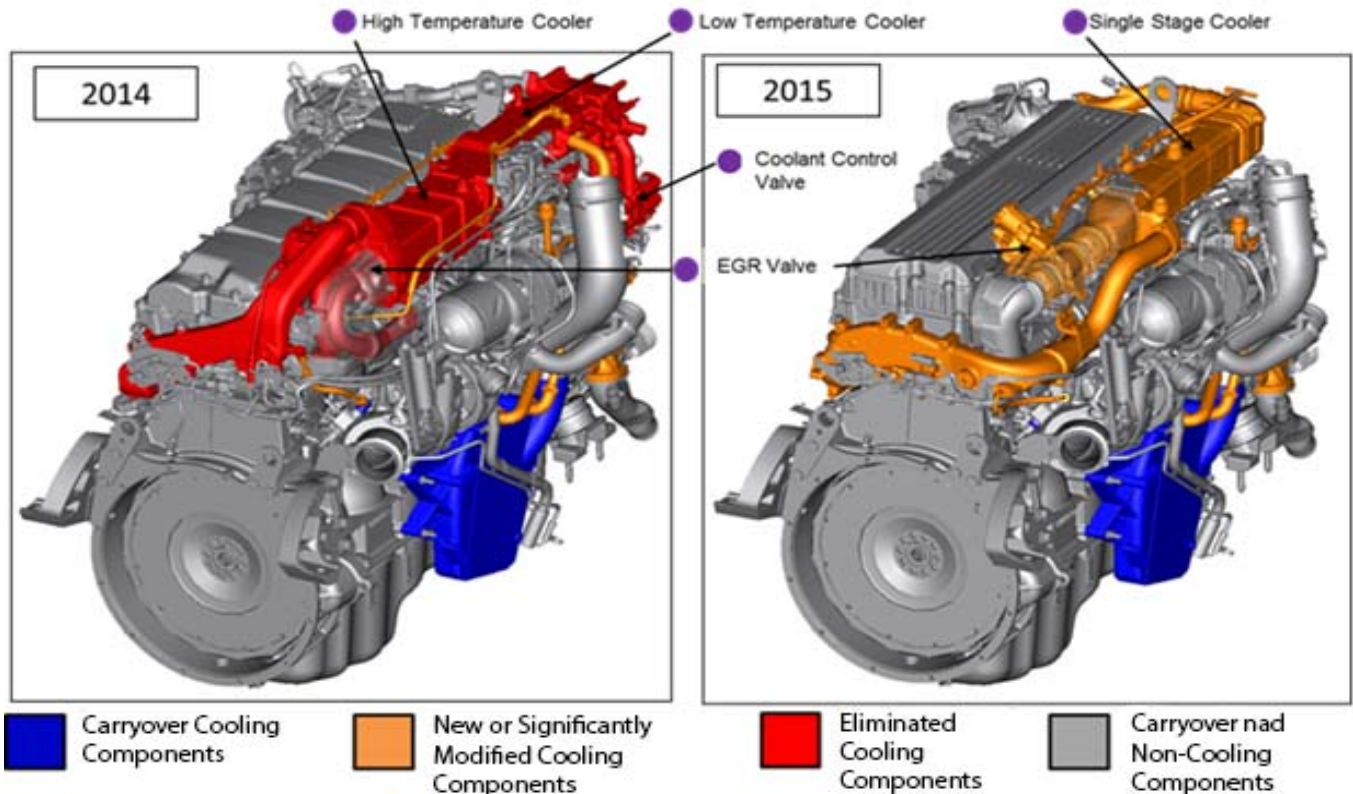 High Temperature Cooler
Low Temperature Cooler
Single Stage Cooler
2014
2015
Coolant Control
Valve
EGR Valve
Carryover Cooling
Components
New or Significantly
Modified Cooling
Components
Eliminated
Cooling
Components
Carryover nad
Non-Cooling
Components